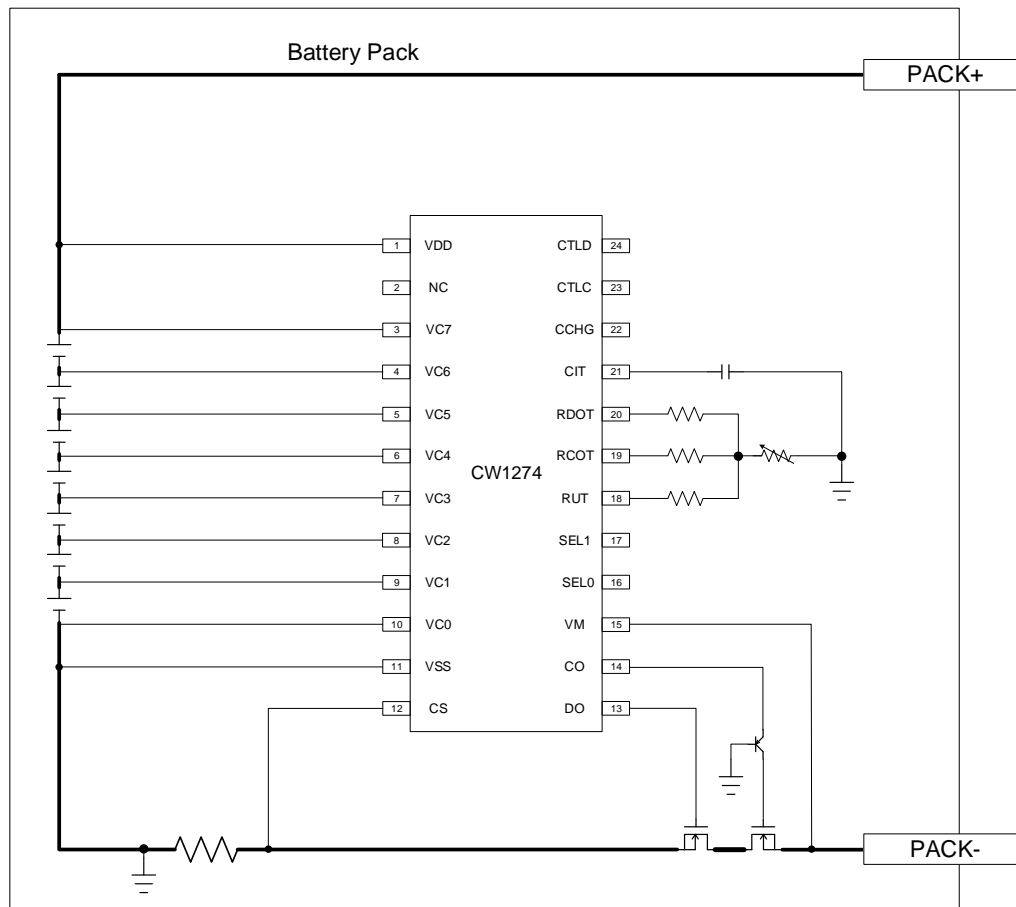 Battery Pack
PACK+
1 VDD CTLD 24
2 NC CTLC 23
3 VC7 CCHG 22
4 VC6 CIT 21
5 VC5 RDOT 20
6 VC4 RCOT 19
CW1274
7 VC3 RUT 18
8 VC2 SEL1 17
9 VC1 SEL0 16
10 VC0 VM 15
11 VSS CO 14
12 CS DO 13
PACK-